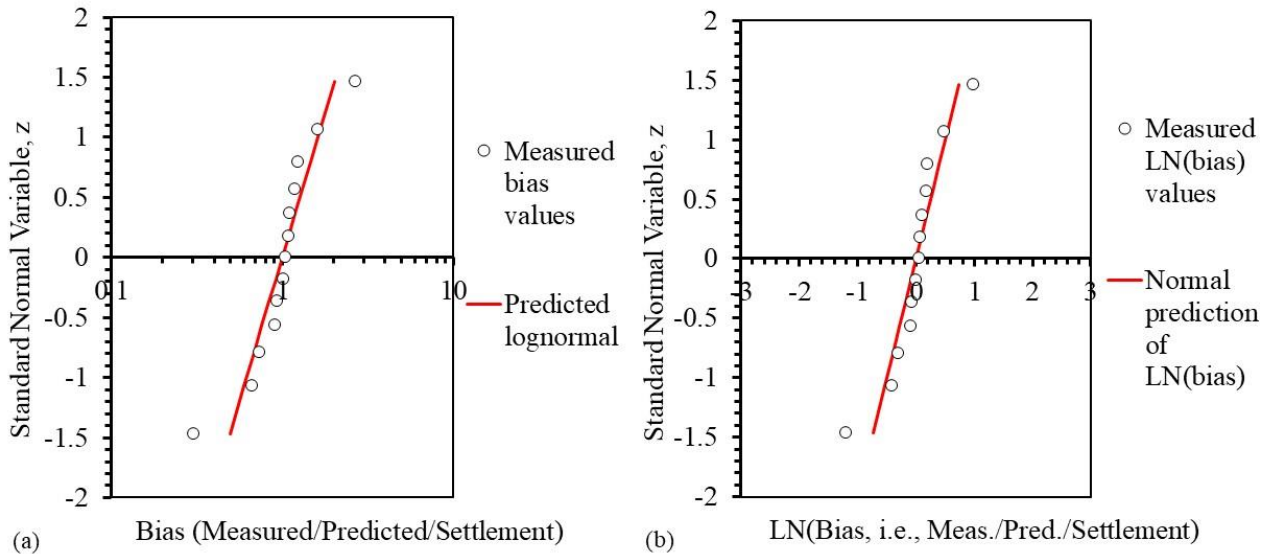 2
1.5
1
0.5
0
-0.5
-1
-1.5
-2
0.1
1
10
Standard Normal Variable, z
Measured
bias
values
Predicted
lognormal
(a)
Bias (Measured/Predicted/Settlement)
2
1.5
1
0.5
0
-0.5
-1
-1.5
-2
-3
-2
-1
0
1
2
3
Standard Normal Variable, z
Measured
LN(bias)
values
Normal
prediction
of
LN(bias)
(b)
LN(Bias, i.e., Meas./Pred./Settlement)